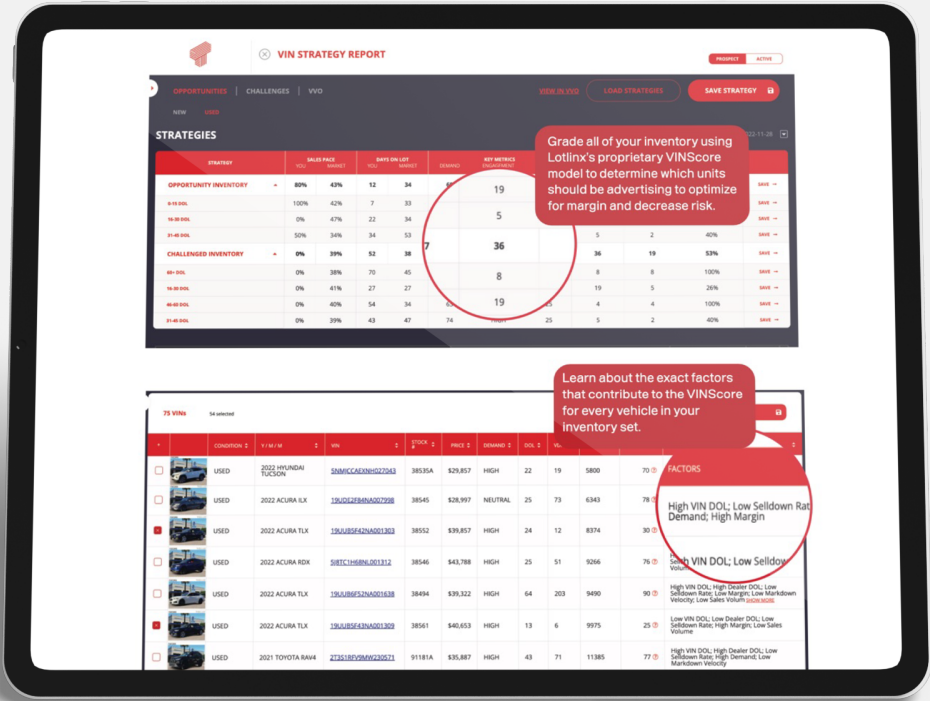 VIN STRATEGY REPORT
PROSPECT ACTIVE
OPPORTUNITIES | CHALLENGES | VVO
VIEW IN VVO LOAD STRATEGIES SAVE STRATEGY
NEW USED
STRATEGIES
22-11-28
Grade all of your inventory using
Lotlinx's proprietary VINScore
model to determine which units
should be advertising to optimize
for margin and decrease risk.
STRATEGY SALES PACE DAYS ON LOT KEY METRICS
YOU MARKET YOU MARKET DEMAND ENGAGEMENT
OPPORTUNITY INVENTORY 80% 43% 12 34 19 SAVE
0-15 DOL 100% 42% 7 33 SAVE
16-30 DOL 0% 47% 22 34 5 SAVE
31-45 DOL 50% 34% 34 53 5 2 40% SAVE
CHALLENGED INVENTORY 0% 39% 52 38 7 36 36 19 53% SAVE
60+ DOL 0% 38% 70 45 8 8 8 100% SAVE
16-30 DOL 0% 41% 27 27 19 5 26% SAVE
46-60 DOL 0% 40% 54 34 19 4 4 100% SAVE
31-45 DOL 0% 39% 43 47 74 25 5 2 40% SAVE
Learn about the exact factors
that contribute to the VINScore
for every vehicle in your
inventory set.
75 VINs 54 selected
CONDITION Y / M / M VIN STOCK # PRICE DEMAND DOL
FACTORS
USED 2022 HYUNDAI TUCSON 5NMJCCAEXNH027043 38535A $29,857 HIGH 22 19 5800 70
USED 2022 ACURA ILX 19UDE2F84NA007998 38545 $28,997 NEUTRAL 25 73 6343 78
High VIN DOL; Low Selldown Rat
Demand; High Margin
USED 2022 ACURA TLX 19UUB5F42NA001303 38552 $39,857 HIGH 24 12 8374 30
USED 2022 ACURA RDX 5J8TC1H68NL001312 38546 $43,788 HIGH 25 51 9266 76
VIN DOL; Low Selldow
USED 2022 ACURA TLX 19UUB6F52NA001638 38494 $39,322 HIGH 64 203 9490 90
High VIN DOL; High Dealer DOL; Low
Selldown Rate; Low Margin; Low Markdown
Velocity; Low Sales Volum SHOW MORE
USED 2022 ACURA TLX 19UUB5F43NA001309 38561 $40,653 HIGH 13 6 9975 25
Low VIN DOL; Low Dealer DOL; Low
Selldown Rate; High Margin; Low Sales
Volume
USED 2021 TOYOTA RAV4 2T3S1RFV9MW230571 91181A $35,887 HIGH 43 71 11385 77
High VIN DOL; High Dealer DOL; Low
Selldown Rate; High Demand; Low
Markdown Velocity